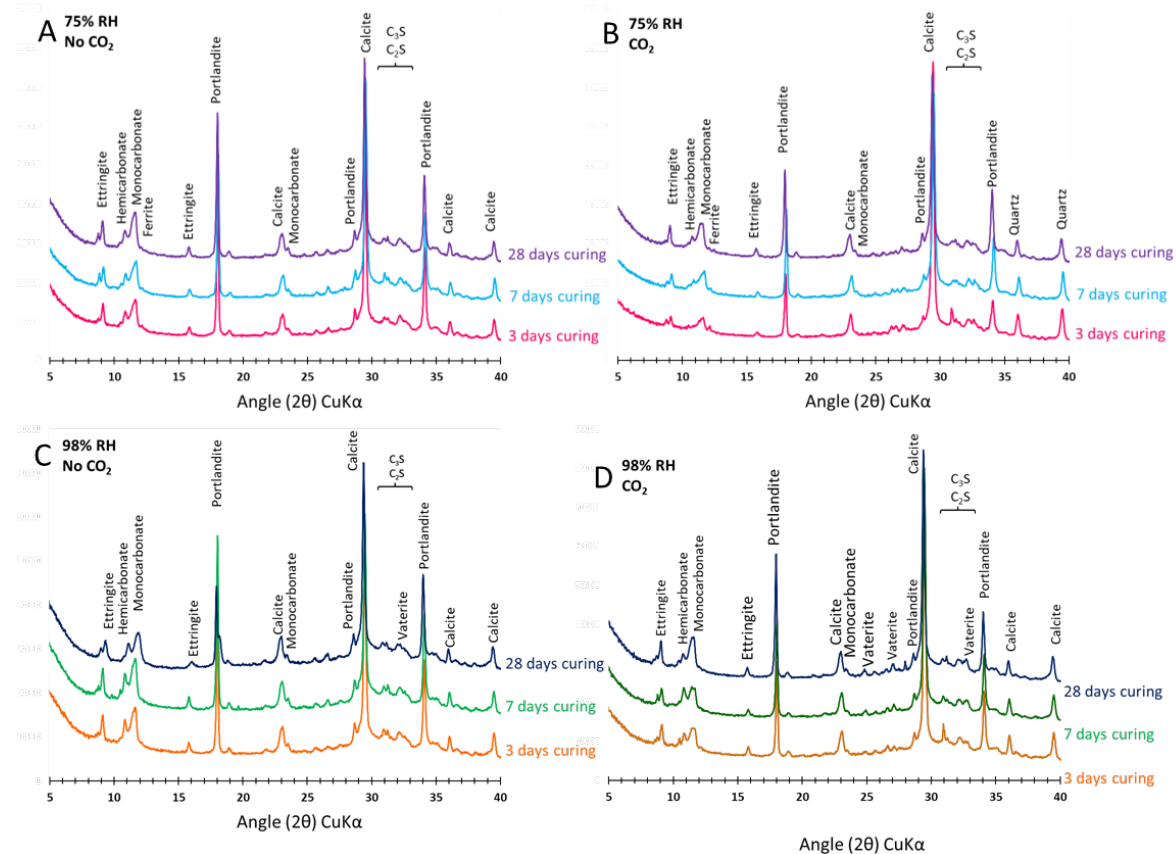 A
75% RH
No CO₂
Ettringite
Hemicarbonate
Monocarbonate
Ferrite
Ettringite
Portlandite
Calcite
Monocarbonate
Portlandite
Calcite
C₃S
C₂S
Portlandite
Calcite
Calcite
28 days curing
7 days curing
3 days curing
5 10 15 20 25 30 35 40
Angle (2θ) CuKα
B
75% RH
CO₂
Ettringite
Hemicarbonate
Monocarbonate
Ferrite
Ettringite
Portlandite
Calcite
Monocarbonate
Portlandite
Calcite
C₃S
C₂S
Portlandite
Quartz
Quartz
28 days curing
7 days curing
3 days curing
5 10 15 20 25 30 35 40
Angle (2θ) CuKα
C
98% RH
No CO₂
Ettringite
Hemicarbonate
Monocarbonate
Ettringite
Portlandite
Calcite
Monocarbonate
Portlandite
Calcite
C₃S
C₂S
Vaterite
Portlandite
Calcite
Calcite
28 days curing
7 days curing
3 days curing
5 10 15 20 25 30 35 40
Angle (2θ) CuKα
D
98% RH
CO₂
Ettringite
Hemicarbonate
Monocarbonate
Ettringite
Portlandite
Calcite
Monocarbonate
Vaterite
Vaterite
Portlandite
Calcite
C₃S
C₂S
Vaterite
Portlandite
Calcite
Calcite
28 days curing
7 days curing
3 days curing
5 10 15 20 25 30 35 40
Angle (2θ) CuKα